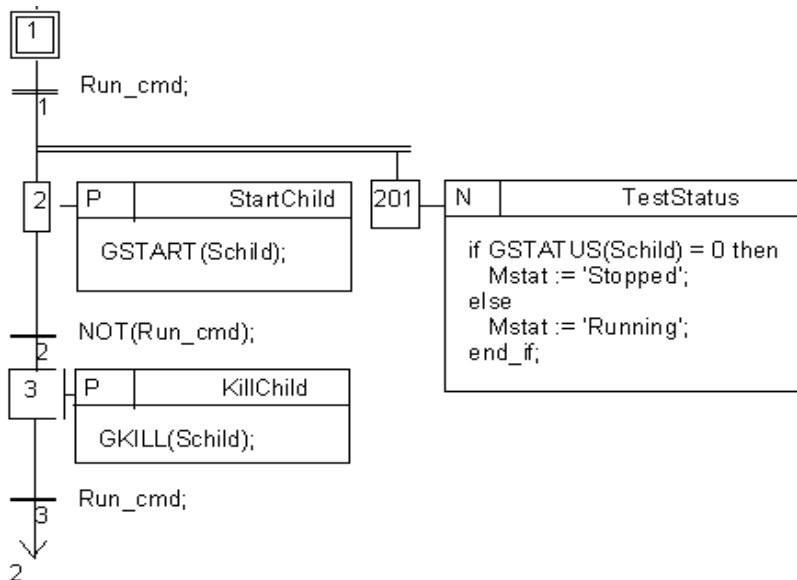 1
Run_cmd;
1
2
P StartChild
GSTART(Schild);
201
N TestStatus
if GSTATUS(Schild) = 0 then
Mstat := 'Stopped';
else
Mstat := 'Running';
end_if;
NOT(Run_cmd);
2
3
P KillChild
GKILL(Schild);
Run_cmd;
3
2